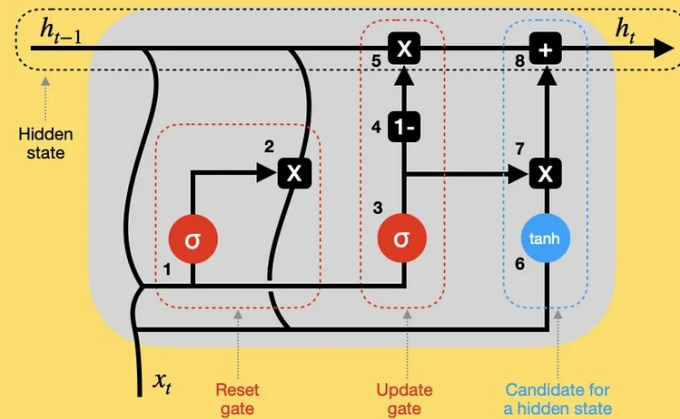 h_{t-1}
h_t
5
X
8
+
Hidden
state
4
1-
2
X
7
X
3
σ
σ
tanh
1
6
x_t
Reset
gate
Update
gate
Candidate for
a hidden state